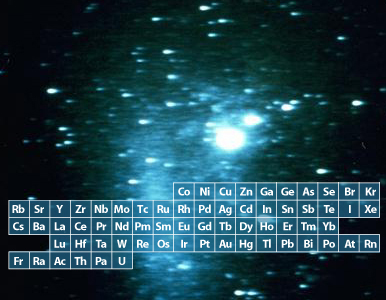 Co Ni Cu Zn Ga Ge As Se Br Kr
Rb Sr Y Zr Nb Mo Tc Ru Rh Pd Ag Cd In Sn Sb Te I Xe
Cs Ba La Ce Pr Nd Pm Sm Eu Gd Tb Dy Ho Er Tm Yb
Lu Hf Ta W Re Os Ir Pt Au Hg Tl Pb Bi Po At Rn
Fr Ra Ac Th Pa U